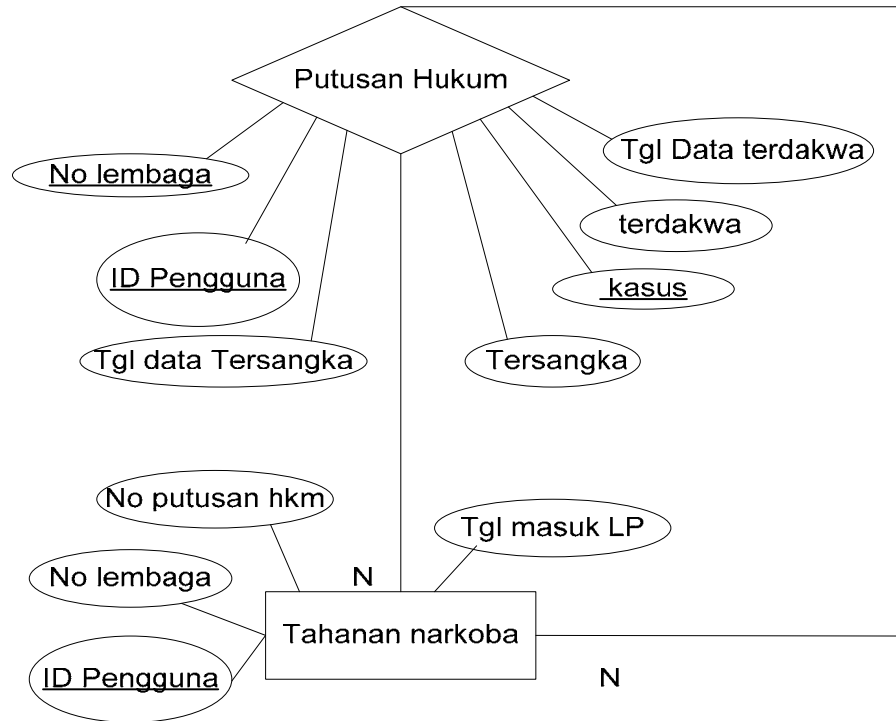 Putusan Hukum
No lembaga
Tgl Data terdakwa
terdakwa
ID Pengguna
kasus
Tgl data Tersangka
Tersangka
No putusan hkm
Tgl masuk LP
No lembaga
N
Tahanan narkoba
ID Pengguna
N